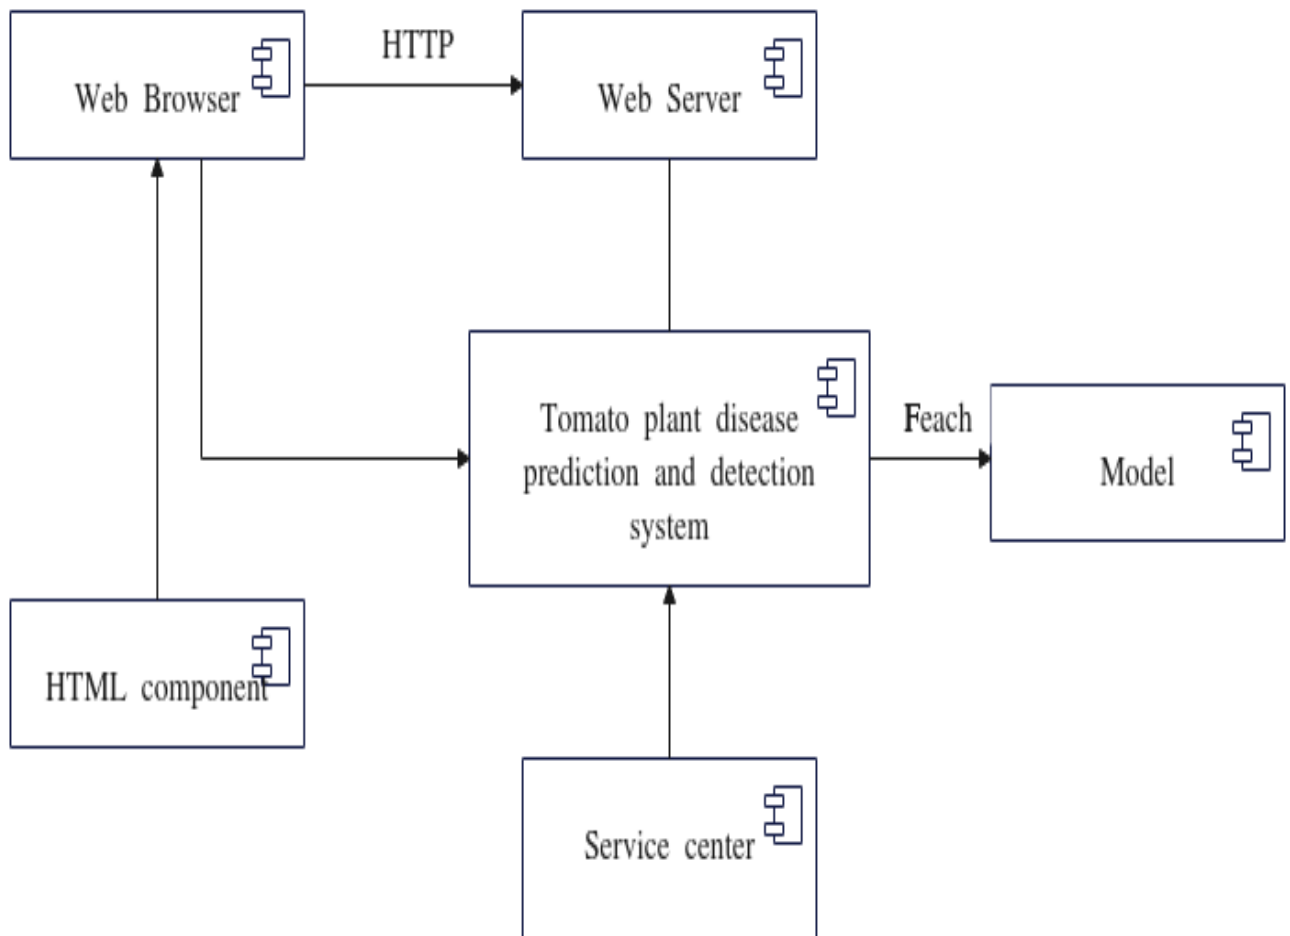 HTTP
Web Browser
Web Server
Tomato plant disease
prediction and detection
system
Feach
Model
HTML component
Service center